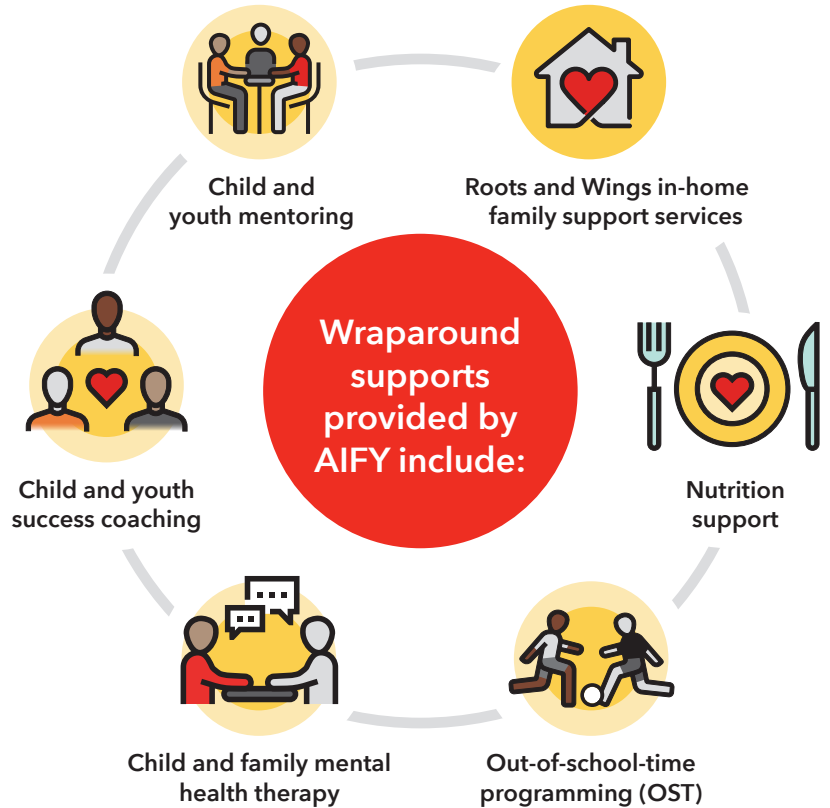 Child and
youth mentoring
Roots and Wings in-home
family support services
Wraparound
supports
provided by
AIFY include:
Child and youth
success coaching
Nutrition
support
Child and family mental
health therapy
Out-of-school-time
programming (OST)